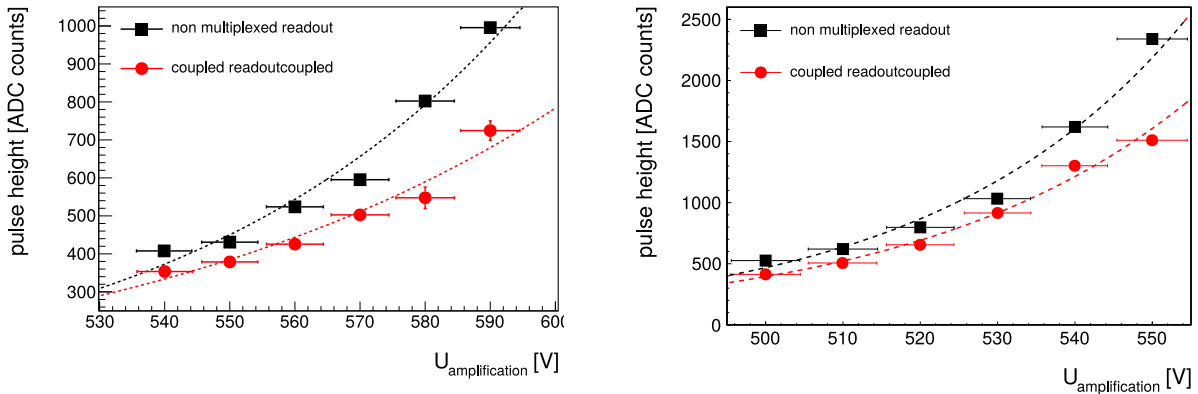 pulse height [ADC counts]
1000
900
800
700
600
500
400
300
non multiplexed readout
coupled readoutcoupled
530 540 550 560 570 580 590 600
U amplification [V]
pulse height [ADC counts]
2500
2000
1500
1000
500
0
non multiplexed readout
coupled readoutcoupled
500 510 520 530 540 550
U amplification [V]